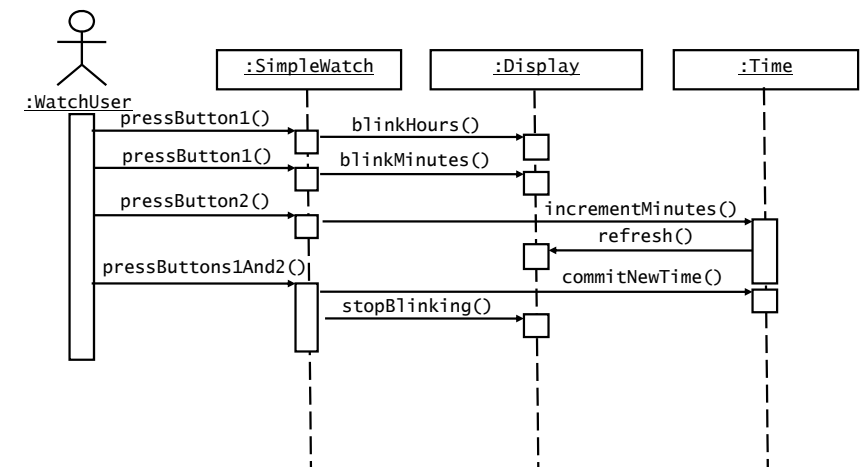 :SimpleWatch
:Display
:Time
:WatchUser
pressButton1()
blinkHours()
pressButton1()
blinkMinutes()
pressButton2()
incrementMinutes()
refresh()
pressButtons1And2()
commitNewTime()
stopBlinking()